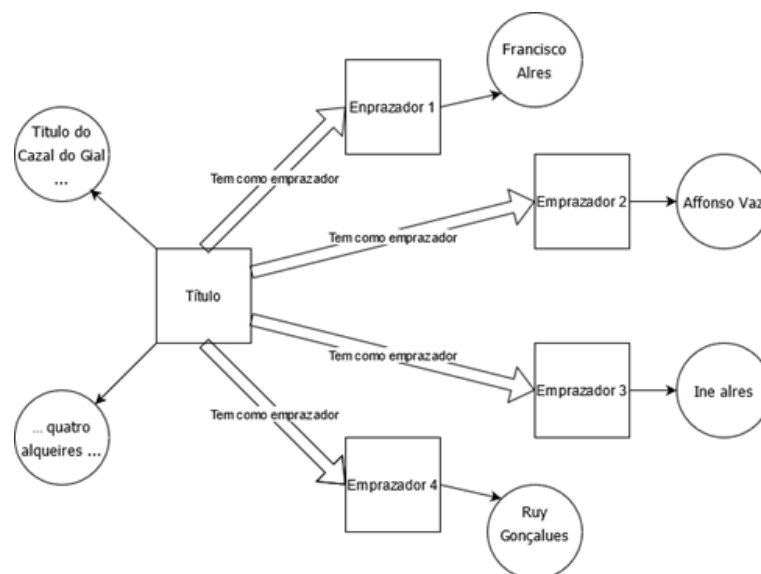 Francisco
Alres
Enprazador 1
Titulo do
Cazal do Gial
...
Tem como emprazador
Emprazador 2
Affonso Vaz
Tem como emprazador
Título
Tem como emprazador
Emprazador 3
Ine alres
... quatro
alqueires ...
Tem como emprazador
Emprazador 4
Ruy
Gonçalues